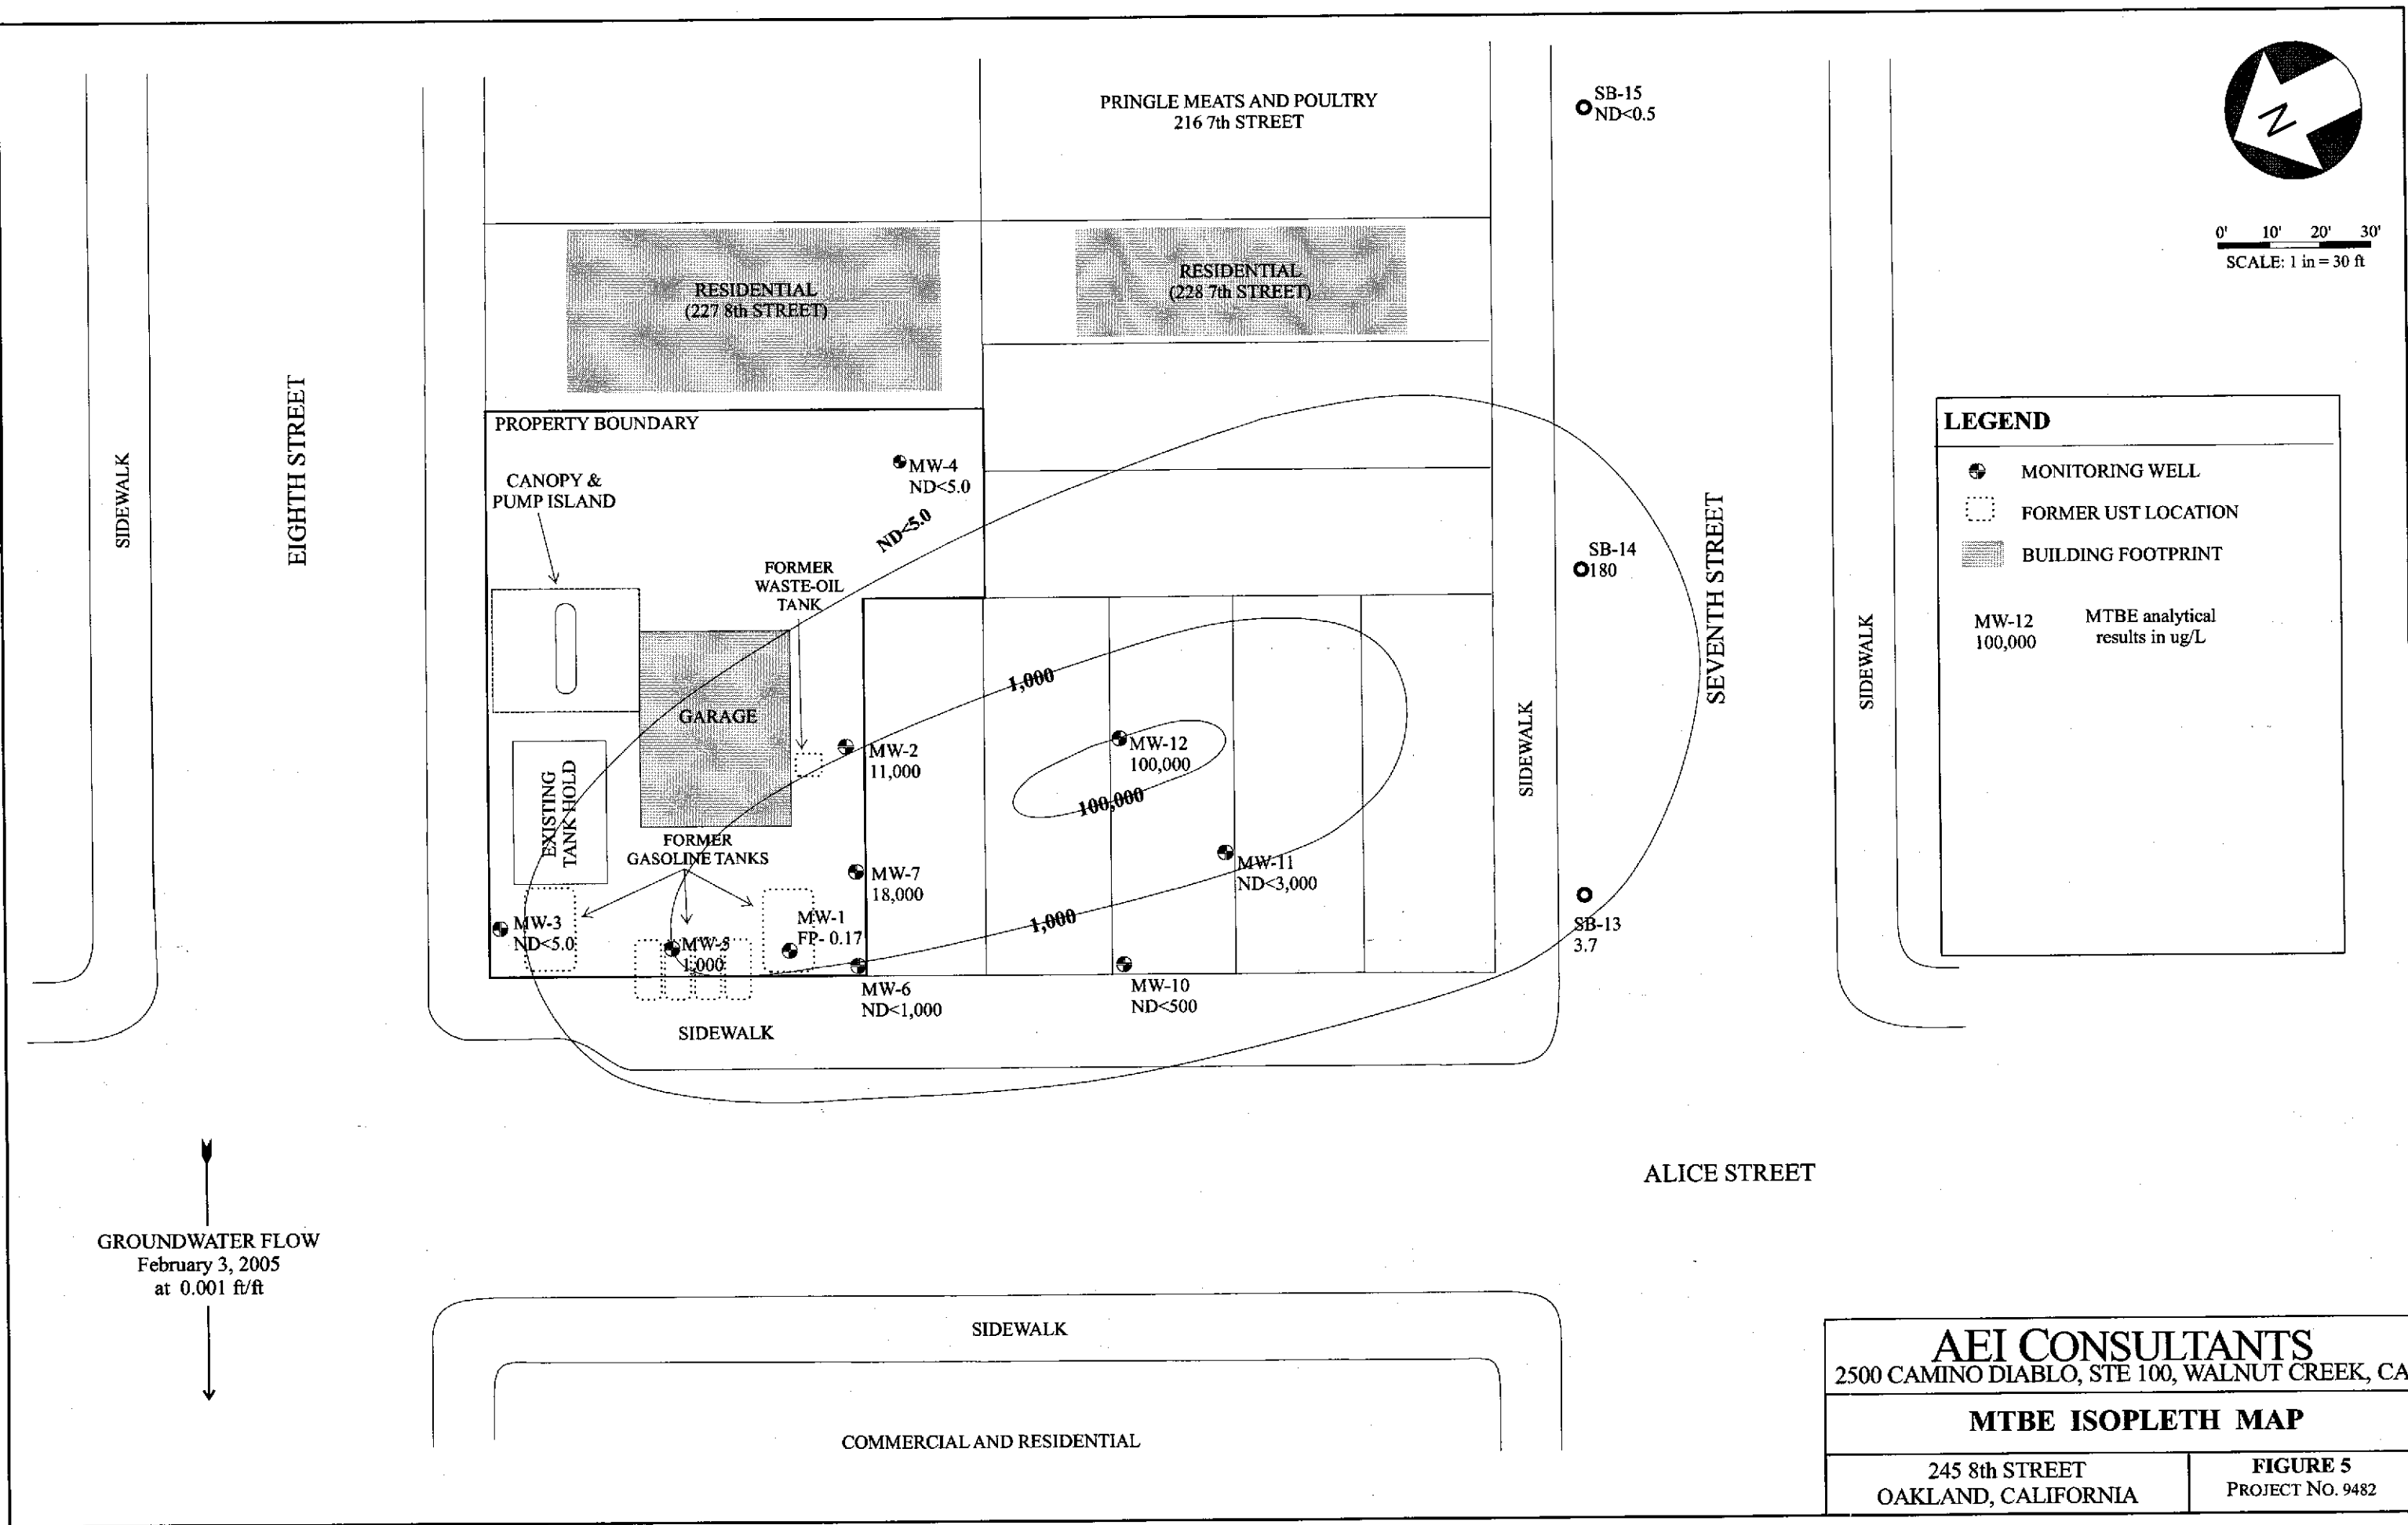 PRINGLE MEATS AND POULTRY
216 7th STREET
SB-15
ND<0.5
N
0' 10' 20' 30'
SCALE: 1 in = 30 ft
RESIDENTIAL
(227 8th STREET)
RESIDENTIAL
(228 7th STREET)
SIDEWALK
EIGHTH STREET
PROPERTY BOUNDARY
CANOPY &
PUMP ISLAND
MW-4
ND<5.0
ND<5.0
FORMER
WASTE-OIL
TANK
SB-14
180
SEVENTH STREET
SIDEWALK
SIDEWALK
LEGEND
MONITORING WELL
FORMER UST LOCATION
BUILDING FOOTPRINT
MW-12
100,000
MTBE analytical
results in ug/L
GARAGE
1,000
MW-2
11,000
MW-12
100,000
100,000
EXISTING
TANK HOLD
FORMER
GASOLINE TANKS
MW-7
18,000
MW-11
ND<3,000
MW-3
ND<5.0
MW-5
1,000
MW-1
FP- 0.17
1,000
SB-13
3.7
MW-6
ND<1,000
MW-10
ND<500
SIDEWALK
ALICE STREET
GROUNDWATER FLOW
February 3, 2005
at 0.001 ft/ft
SIDEWALK
COMMERCIAL AND RESIDENTIAL
AEI CONSULTANTS
2500 CAMINO DIABLO, STE 100, WALNUT CREEK, CA
MTBE ISOPLETH MAP
245 8th STREET
OAKLAND, CALIFORNIA
FIGURE 5
PROJECT NO. 9482